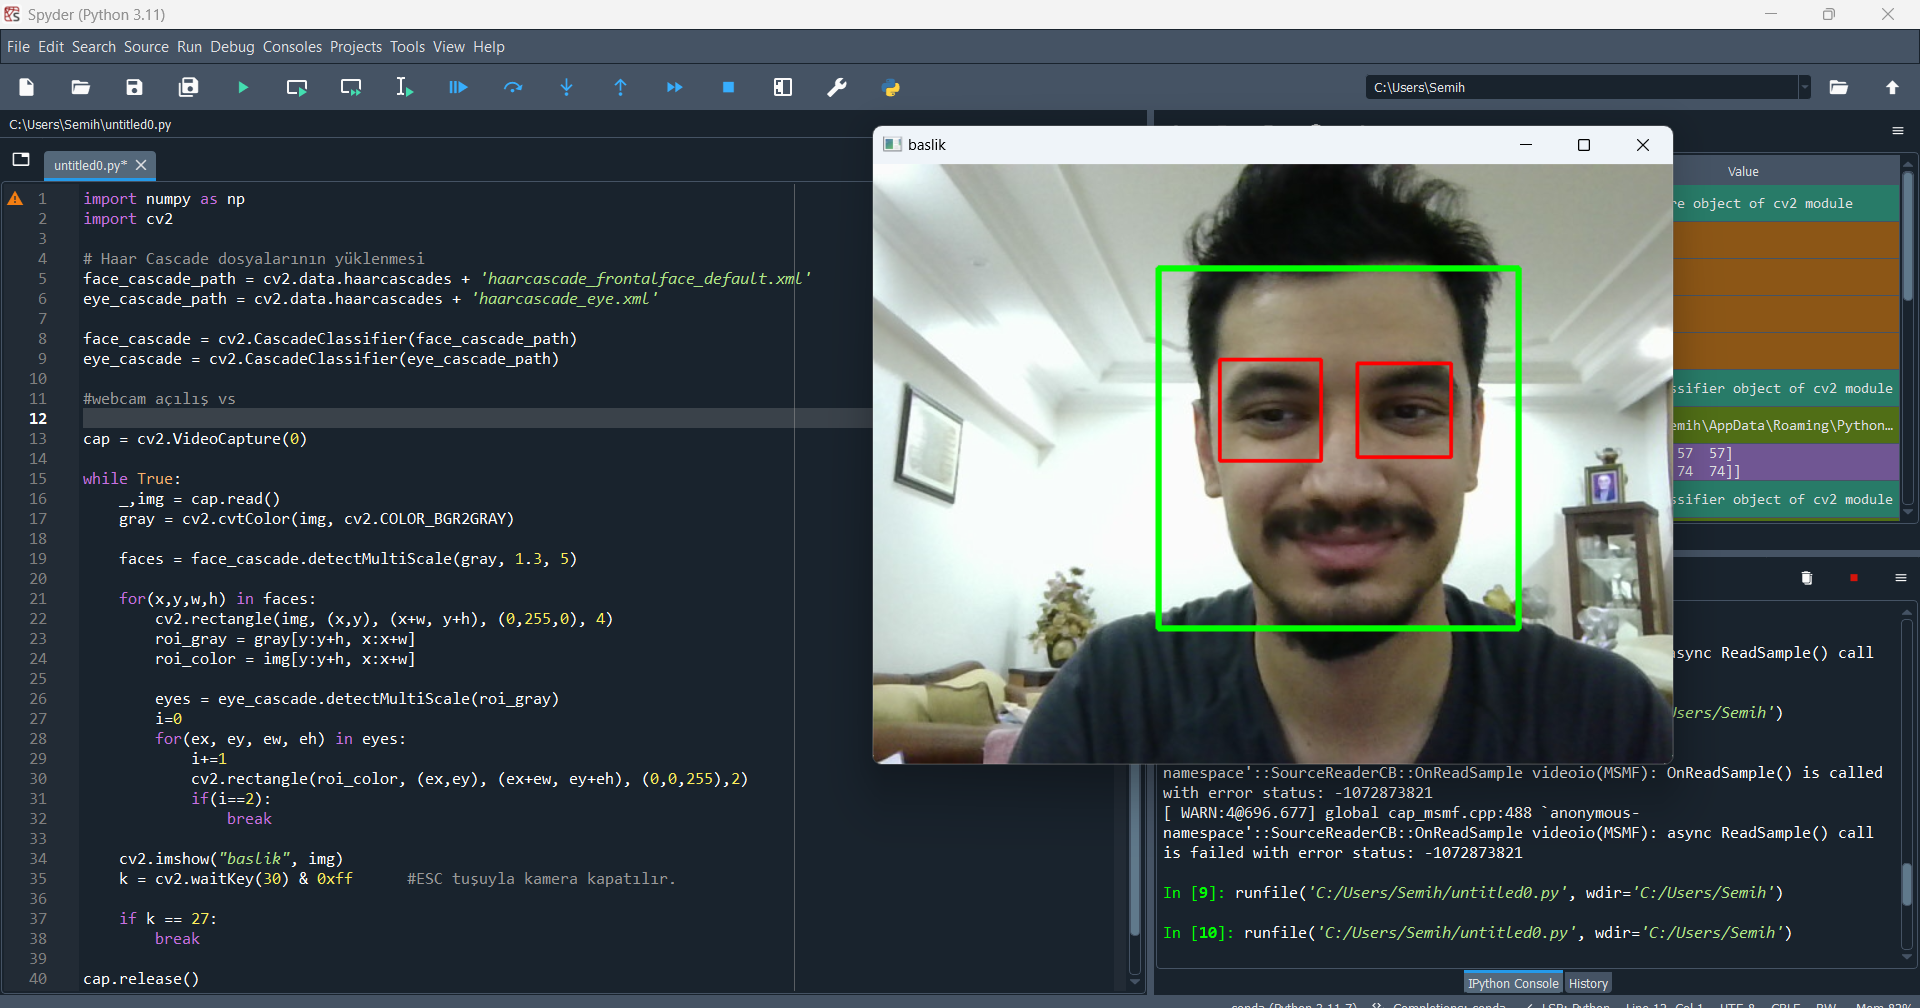 Spyder (Python 3.11)
File Edit Search Source Run Debug Consoles Projects Tools View Help
C:\Users\Semih
C:\Users\Semih\untitled0.py
untitled0.py*
1 import numpy as np
2 import cv2
3
4 # Haar Cascade dosyalarının yüklenmesi
5 face_cascade_path = cv2.data.haarcascades + 'haarcascade_frontalface_default.xml'
6 eye_cascade_path = cv2.data.haarcascades + 'haarcascade_eye.xml'
7
8 face_cascade = cv2.CascadeClassifier(face_cascade_path)
9 eye_cascade = cv2.CascadeClassifier(eye_cascade_path)
10
11 #webcam açılış vs
12
13 cap = cv2.VideoCapture(0)
14
15 while True:
16 _,img = cap.read()
17 gray = cv2.cvtColor(img, cv2.COLOR_BGR2GRAY)
18
19 faces = face_cascade.detectMultiScale(gray, 1.3, 5)
20
21 for(x,y,w,h) in faces:
22 cv2.rectangle(img, (x,y), (x+w, y+h), (0,255,0), 4)
23 roi_gray = gray[y:y+h, x:x+w]
24 roi_color = img[y:y+h, x:x+w]
25
26 eyes = eye_cascade.detectMultiScale(roi_gray)
27 i=0
28 for(ex, ey, ew, eh) in eyes:
29 i+=1
30 cv2.rectangle(roi_color, (ex,ey), (ex+ew, ey+eh), (0,0,255),2)
31 if(i==2):
32 break
33
34 cv2.imshow("baslik", img)
35 k = cv2.waitKey(30) & 0xff #ESC tuşuyla kamera kapatılır.
36
37 if k == 27:
38 break
39
40 cap.release()
baslik
Value
object of cv2 module
object of cv2 module
\AppData\Roaming\Python…
57 57]
74 74]]
object of cv2 module
ReadSample() call
/Semih')
namespace'::SourceReaderCB::OnReadSample videoio(MSMF): OnReadSample() is called
with error status: -1072873821
[ WARN:4@696.677] global cap_msmf.cpp:488 `anonymous-
namespace'::SourceReaderCB::OnReadSample videoio(MSMF): async ReadSample() call
is failed with error status: -1072873821
In [9]: runfile('C:/Users/Semih/untitled0.py', wdir='C:/Users/Semih')
In [10]: runfile('C:/Users/Semih/untitled0.py', wdir='C:/Users/Semih')
IPython Console History